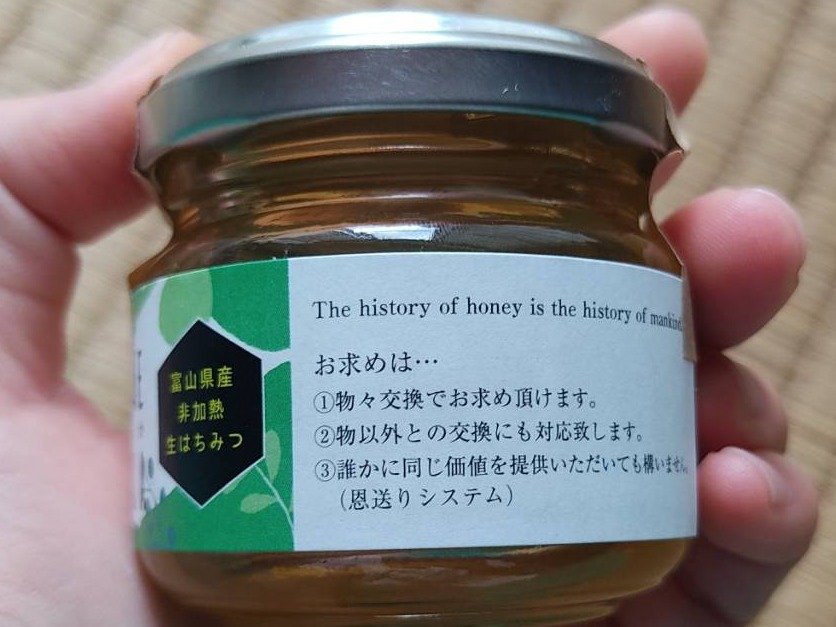 The history of honey is the history of mankind.
お求めは…
①物々交換でお求め頂けます。
②物以外との交換にも対応致します。
③誰かに同じ価値を提供いただいても構いません。
(恩送りシステム)
富山県産
非加熱
生はちみつ